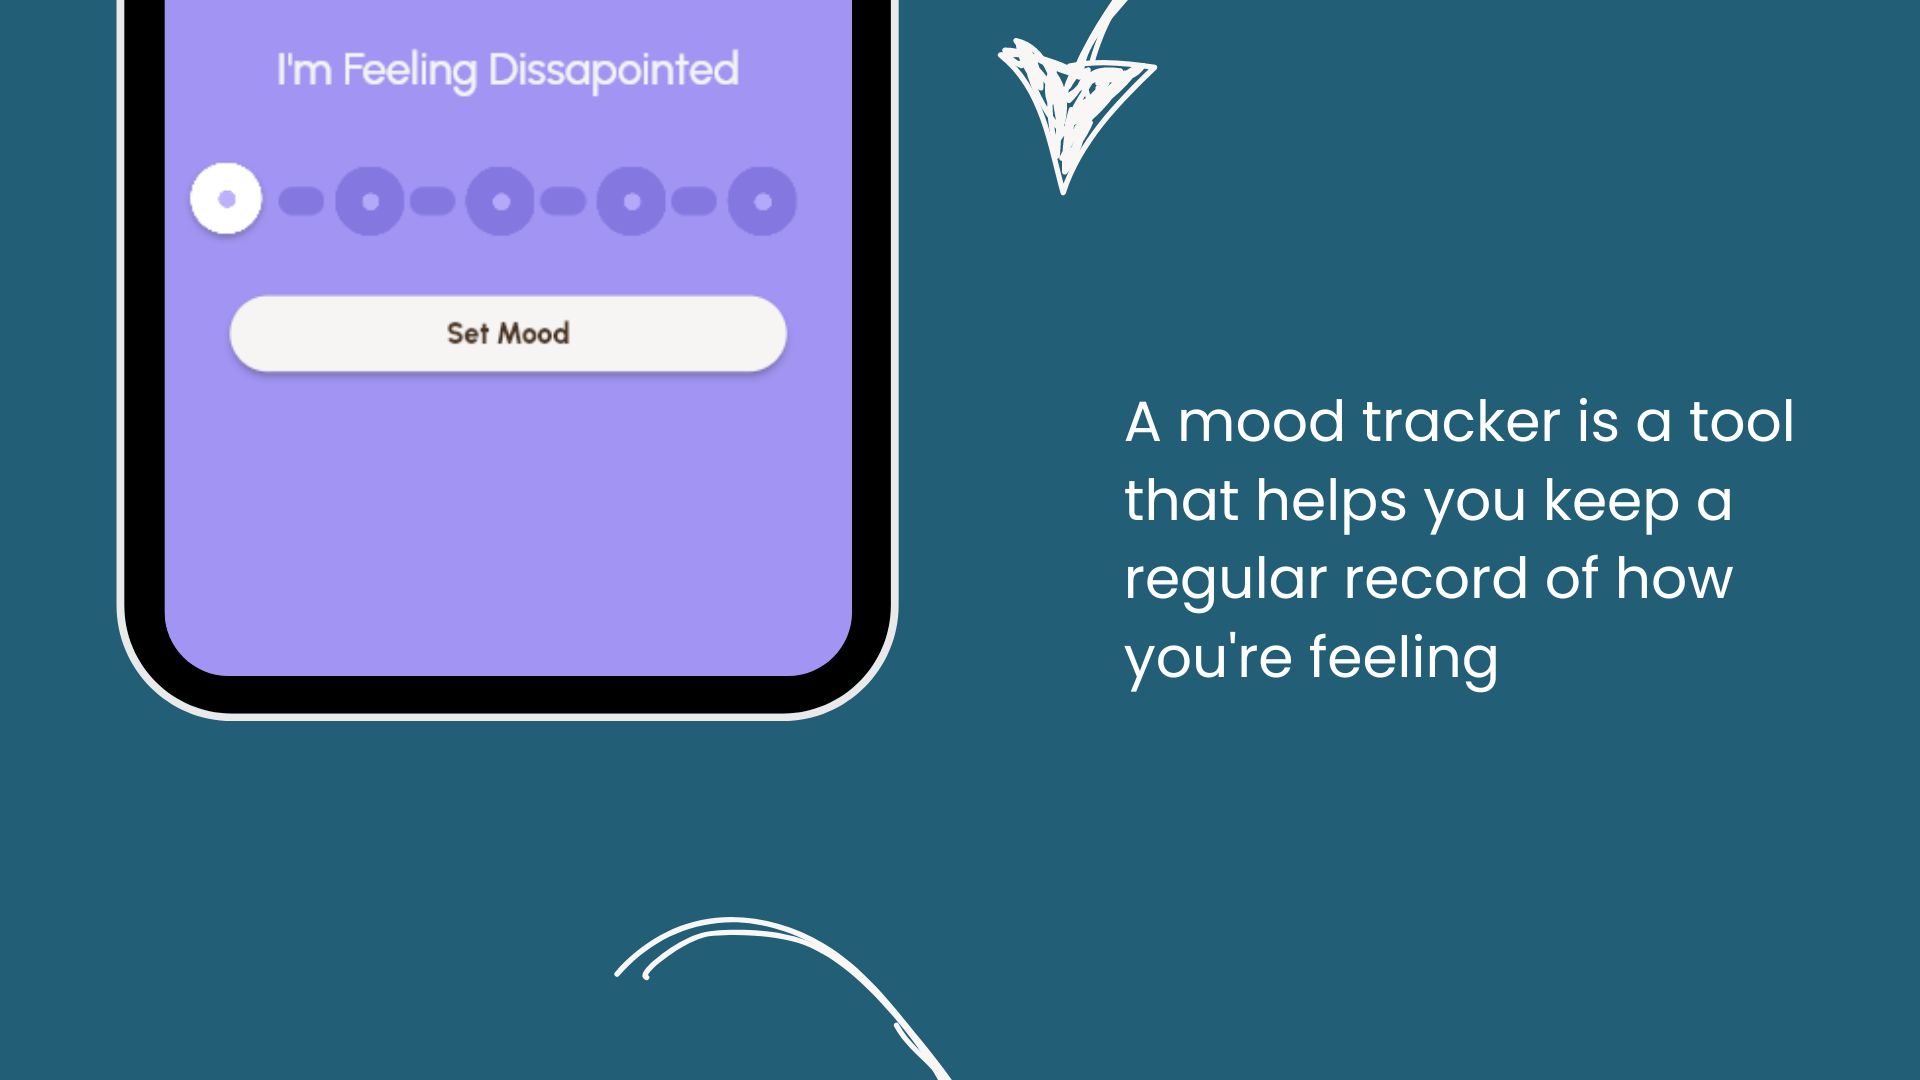 I'm Feeling Dissapointed
Set Mood
A mood tracker is a tool
that helps you keep a
regular record of how
you're feeling